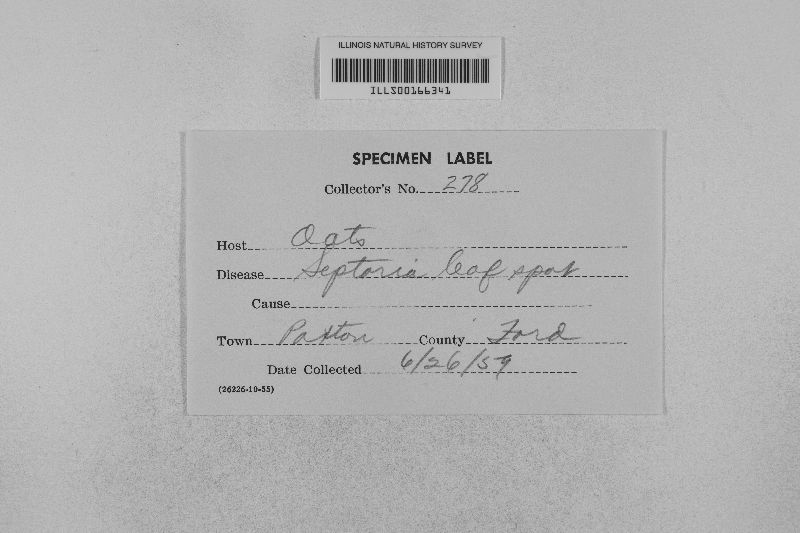 ILLINOIS NATURAL HISTORY SURVEY
ILLS00166341
SPECIMEN LABEL
Collector's No. 278
Host Oats
Disease Septoria leaf spot
Cause
Town Paxton County Ford
Date Collected 6/26/59
(26226-10-55)